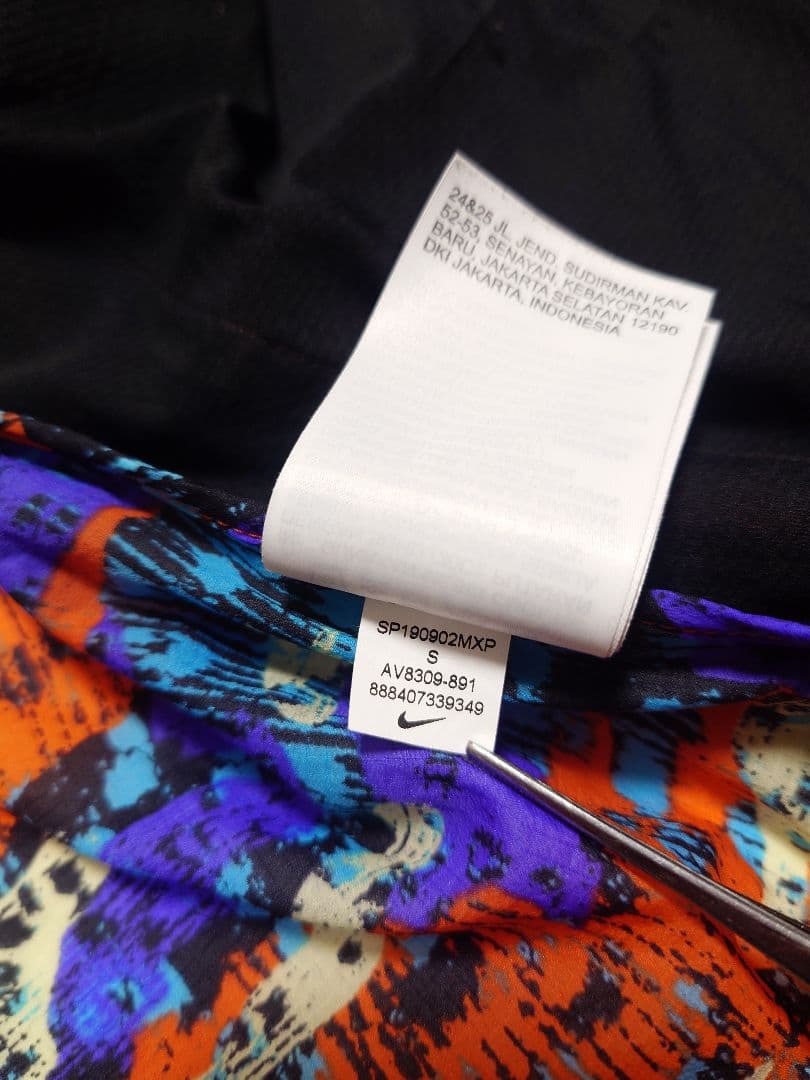 24&25 JL. JEND. SUDIRMAN KAV.
52-53, SENAYAN, KEBAYORAN
BARU, JAKARTA SELATAN 12190
DKI JAKARTA, INDONESIA
SP190902MXP
S
AV8309-891
888407339349